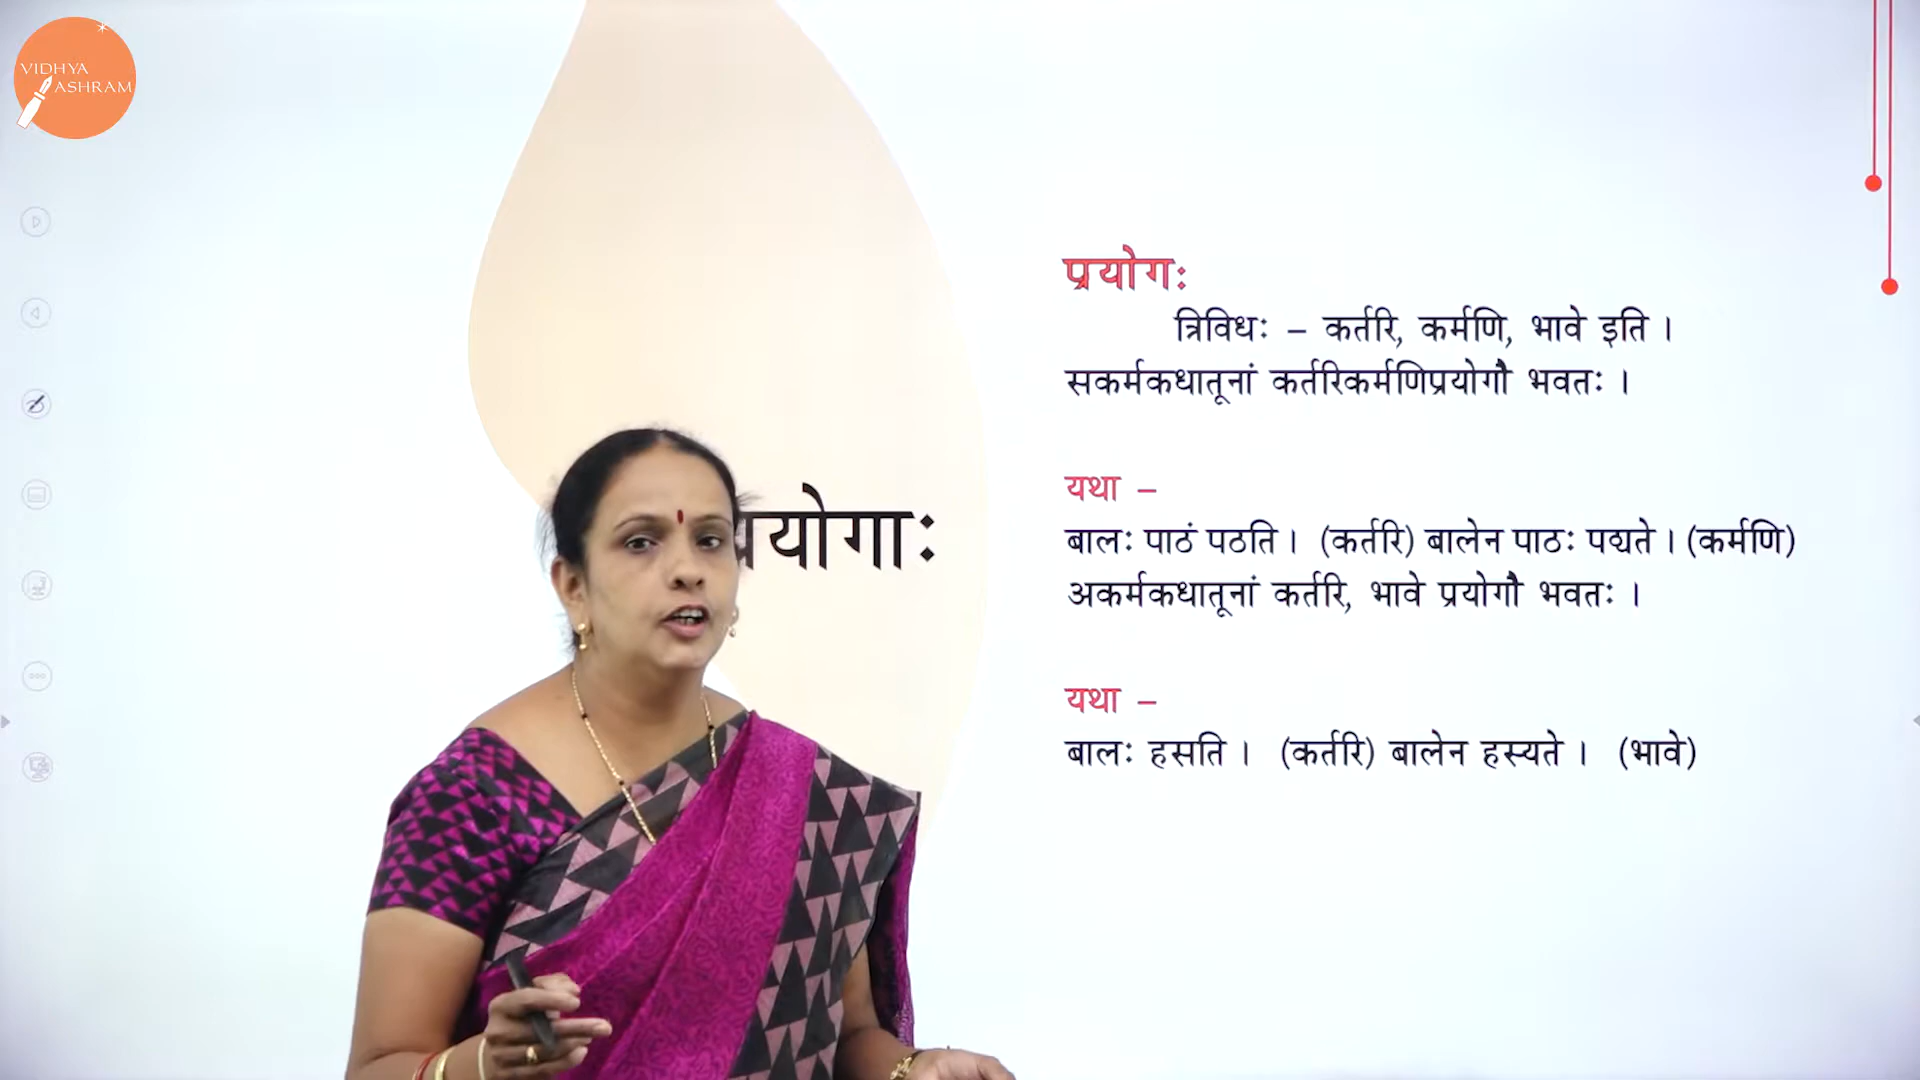 VIDHYA
ASHRAM
प्रयोगः
त्रिविधः – कर्तरि, कर्मणि, भावे इति ।
सकर्मकधातूनां कर्तरिकर्मणिप्रयोगौ भवतः ।
यथा –
बालः पाठं पठति । (कर्तरि) बालेन पाठः पठ्यते । (कर्मणि)
अकर्मकधातूनां कर्तरि, भावे प्रयोगौ भवतः ।
यथा –
बालः हसति । (कर्तरि) बालेन हस्यते । (भावे)